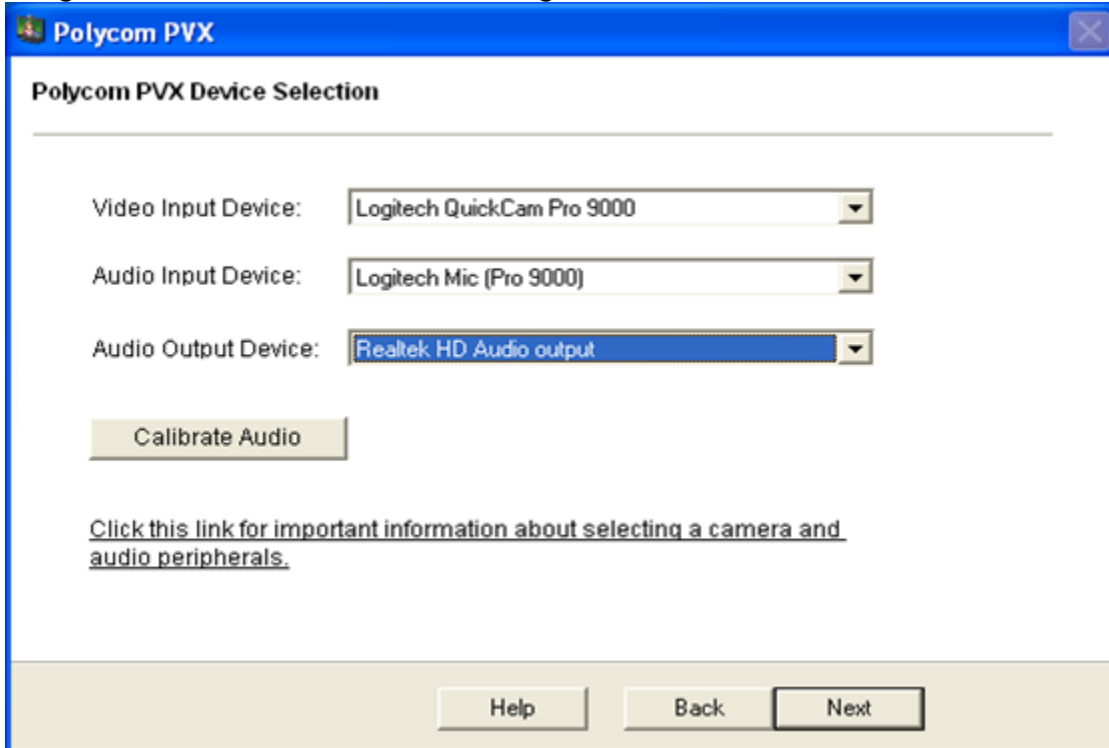 Polycom PVX
Polycom PVX Device Selection
Video Input Device: Logitech QuickCam Pro 9000
Audio Input Device: Logitech Mic (Pro 9000)
Audio Output Device: Realtek HD Audio output
Calibrate Audio
Click this link for important information about selecting a camera and
audio peripherals.
Help Back Next